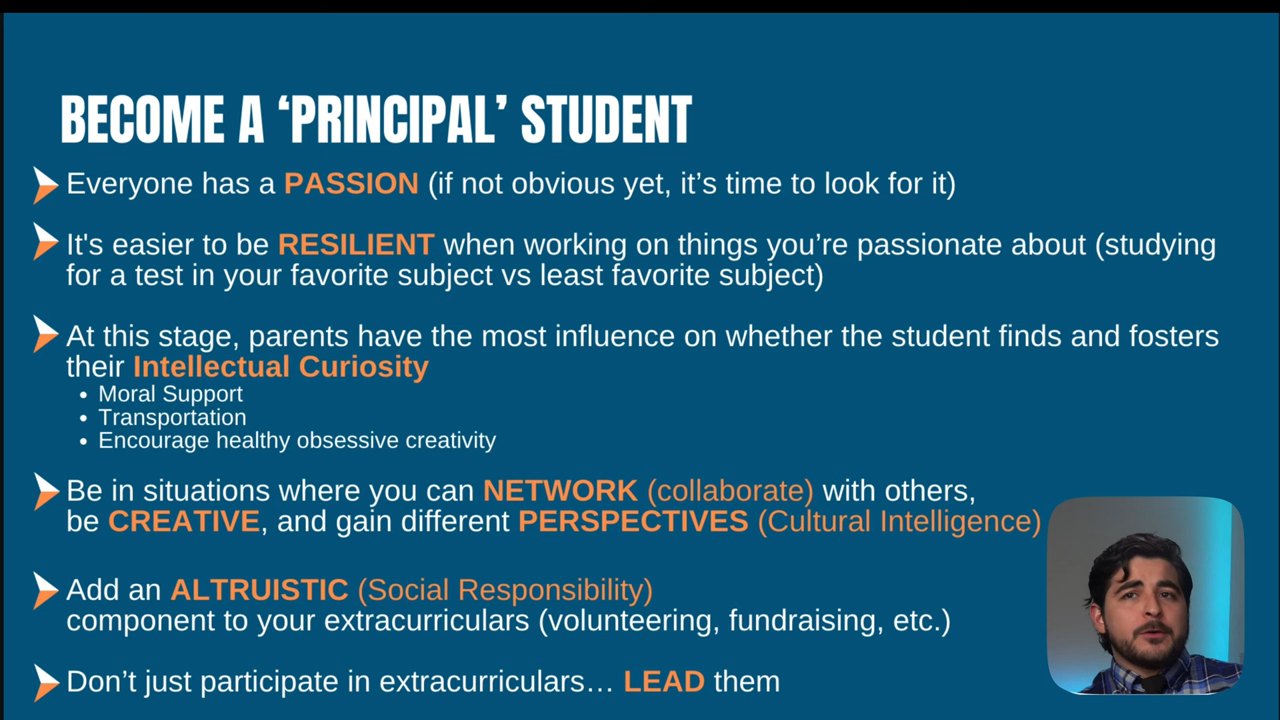 BECOME A ‘PRINCIPAL’ STUDENT
Everyone has a PASSION (if not obvious yet, it’s time to look for it)
It's easier to be RESILIENT when working on things you’re passionate about (studying
for a test in your favorite subject vs least favorite subject)
At this stage, parents have the most influence on whether the student finds and fosters
their Intellectual Curiosity
• Moral Support
• Transportation
• Encourage healthy obsessive creativity
Be in situations where you can NETWORK (collaborate) with others,
be CREATIVE, and gain different PERSPECTIVES (Cultural Intelligence)
Add an ALTRUISTIC (Social Responsibility)
component to your extracurriculars (volunteering, fundraising, etc.)
Don’t just participate in extracurriculars… LEAD them